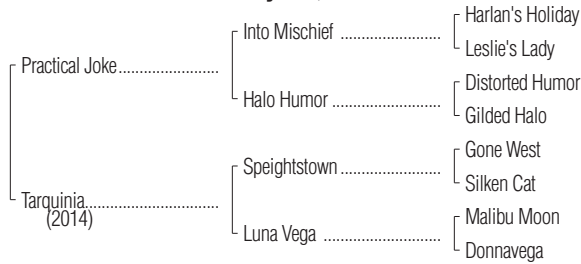 Harlan's Holiday
Into Mischief ........................
Leslie's Lady
Practical Joke........................
Distorted Humor
Halo Humor ..........................
Gilded Halo
Gone West
Speightstown ........................
Silken Cat
Tarquinia................................
(2014)
Malibu Moon
Luna Vega ............................
Donnavega